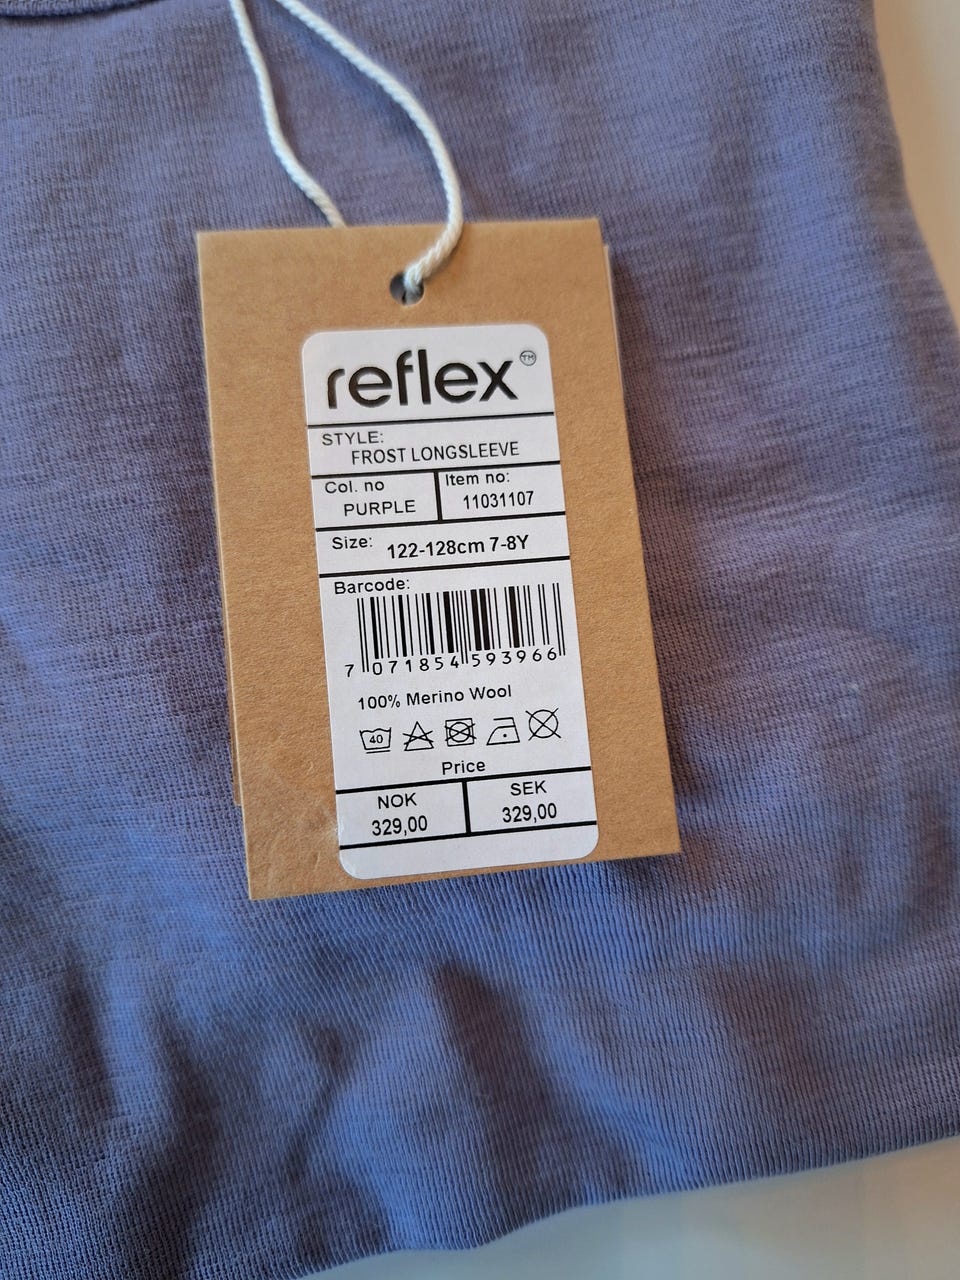 reflex™
STYLE:
FROST LONGSLEEVE
Col. no
PURPLE
Item no:
11031107
Size: 122-128cm 7-8Y
Barcode:
7 071854 593966
100% Merino Wool
40
Price
NOK
329,00
SEK
329,00